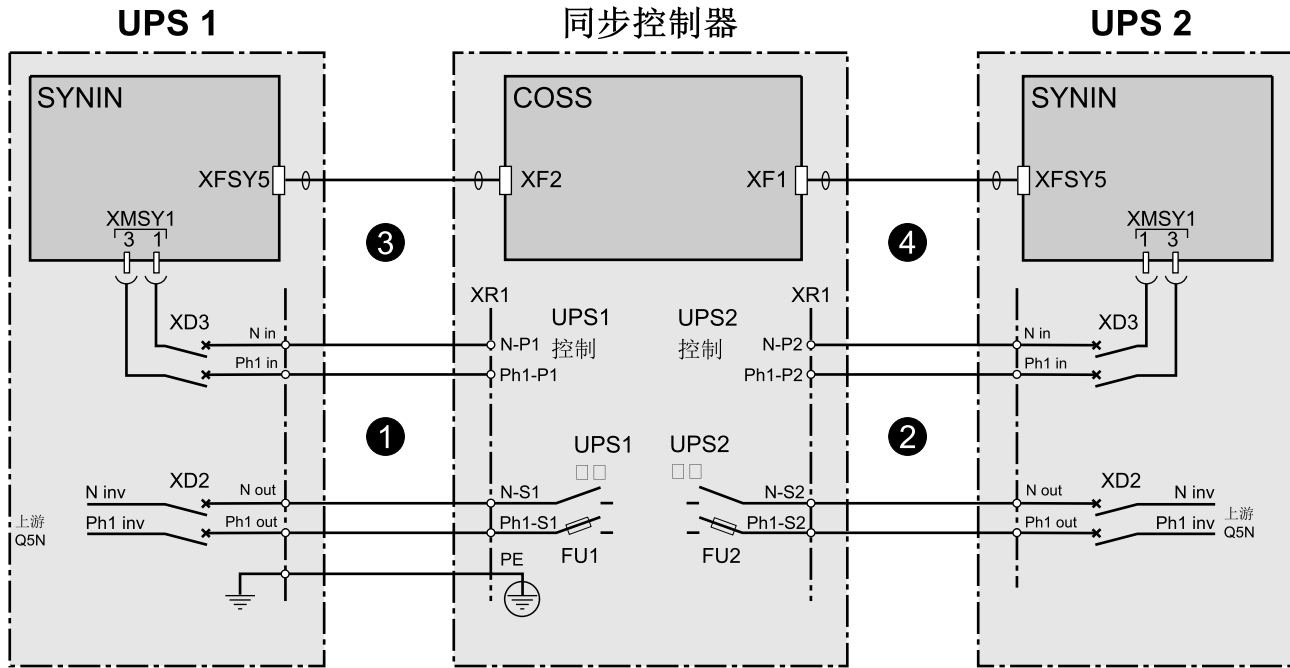 UPS 1
同步控制器
UPS 2
SYNIN
COSS
SYNIN
XFSY5
XF2
XF1
XFSY5
XMSY1
3 1
XMSY1
1 3
3
4
XR1
XR1
XD3
N in
Ph1 in
N-P1
Ph1-P1
UPS1
控制
UPS2
控制
N-P2
Ph1-P2
N in
Ph1 in
XD3
1
2
UPS1
□□
UPS2
□□
XD2
N inv
Ph1 inv
上游
Q5N
N out
Ph1 out
N-S1
Ph1-S1
FU1
FU2
N-S2
Ph1-S2
N out
Ph1 out
XD2
N inv
Ph1 inv
上游
Q5N
PE